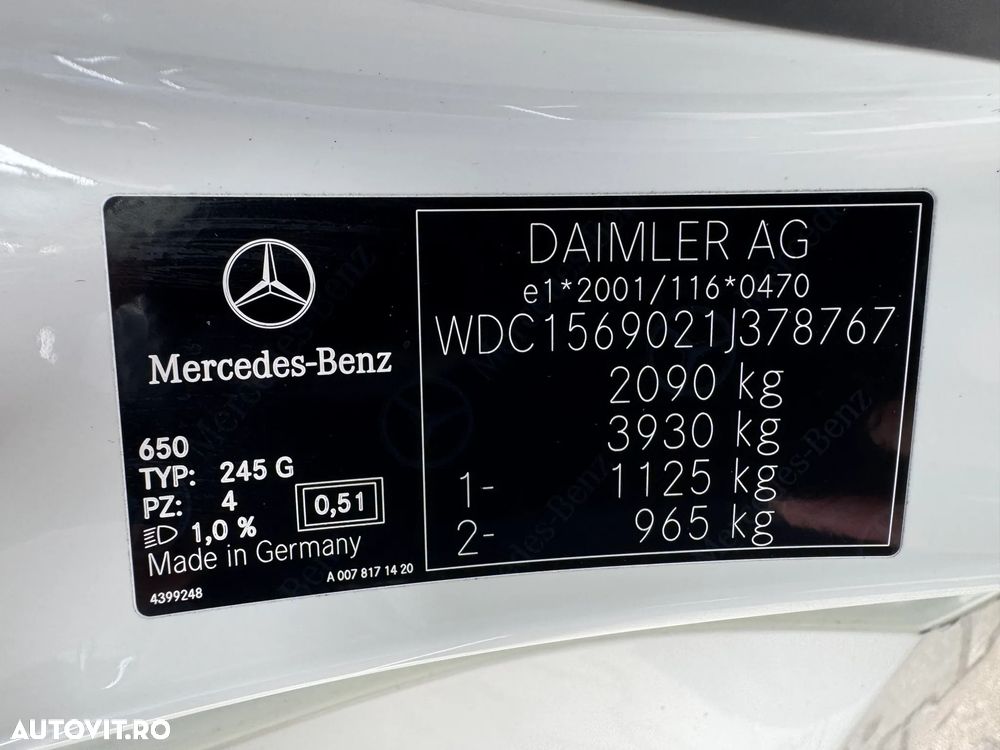 Mercedes-Benz
650
TYP: 245 G
PZ: 4
0,51
1,0 %
Made in Germany
A 007 817 14 20
4399248
DAIMLER AG
e1*2001/116*0470
WDC1569021J378767
2090 kg
3930 kg
1- 1125 kg
2- 965 kg
AUTOVIT.RO